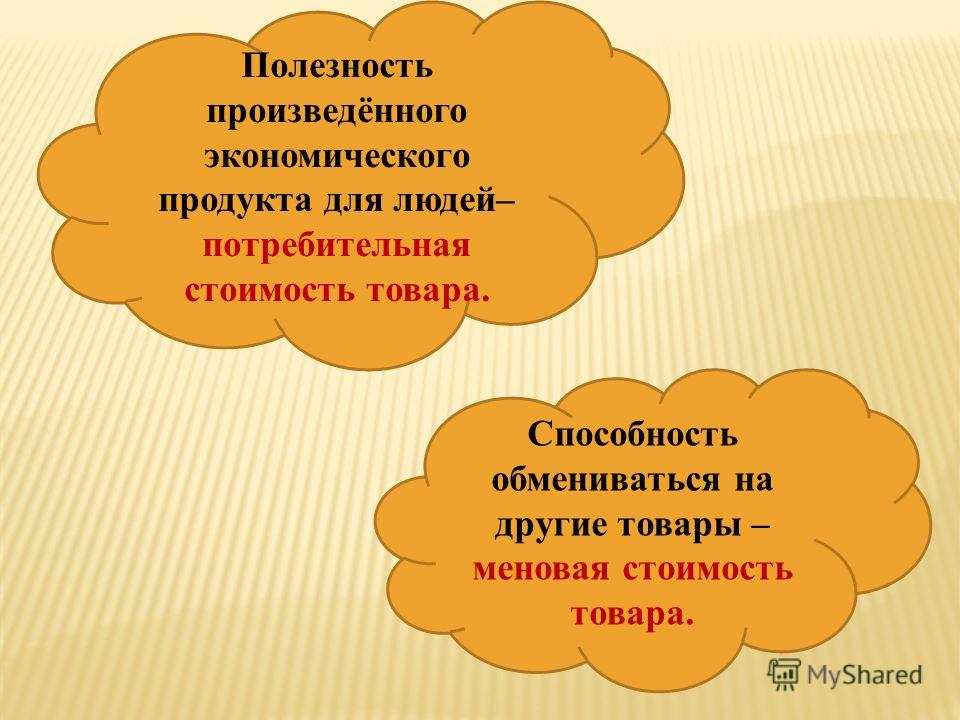 Полезность
произведённого
экономического
продукта для людей–
потребительная
стоимость товара.
Способность
обмениваться на
другие товары –
меновая стоимость
товара.
MyShared